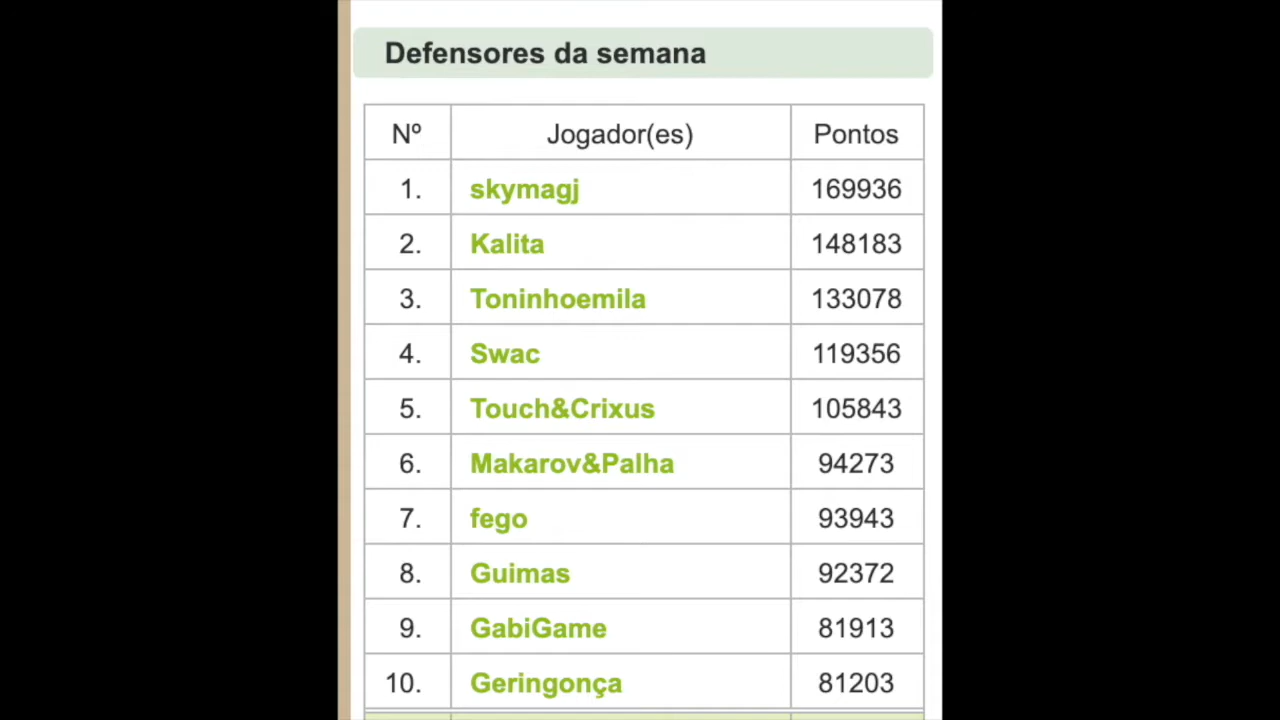 Defensores da semana
Nº Jogador(es) Pontos
1. skymagj 169936
2. Kalita 148183
3. Toninhoemila 133078
4. Swac 119356
5. Touch&Crixus 105843
6. Makarov&Palha 94273
7. fego 93943
8. Guimas 92372
9. GabiGame 81913
10. Geringonça 81203